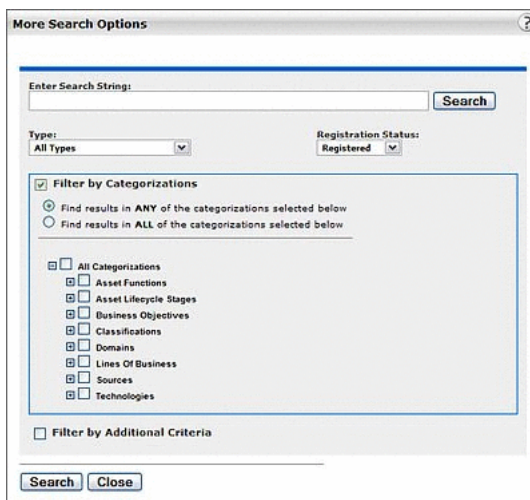 More Search Options
?
Enter Search String:
Search
Type:
Registration Status:
All Types
Registered
Filter by Categorizations
Find results in ANY of the categorizations selected below
Find results in ALL of the categorizations selected below
All Categorizations
Asset Functions
Asset Lifecycle Stages
Business Objectives
Classifications
Domains
Lines Of Business
Sources
Technologies
Filter by Additional Criteria
Search
Close